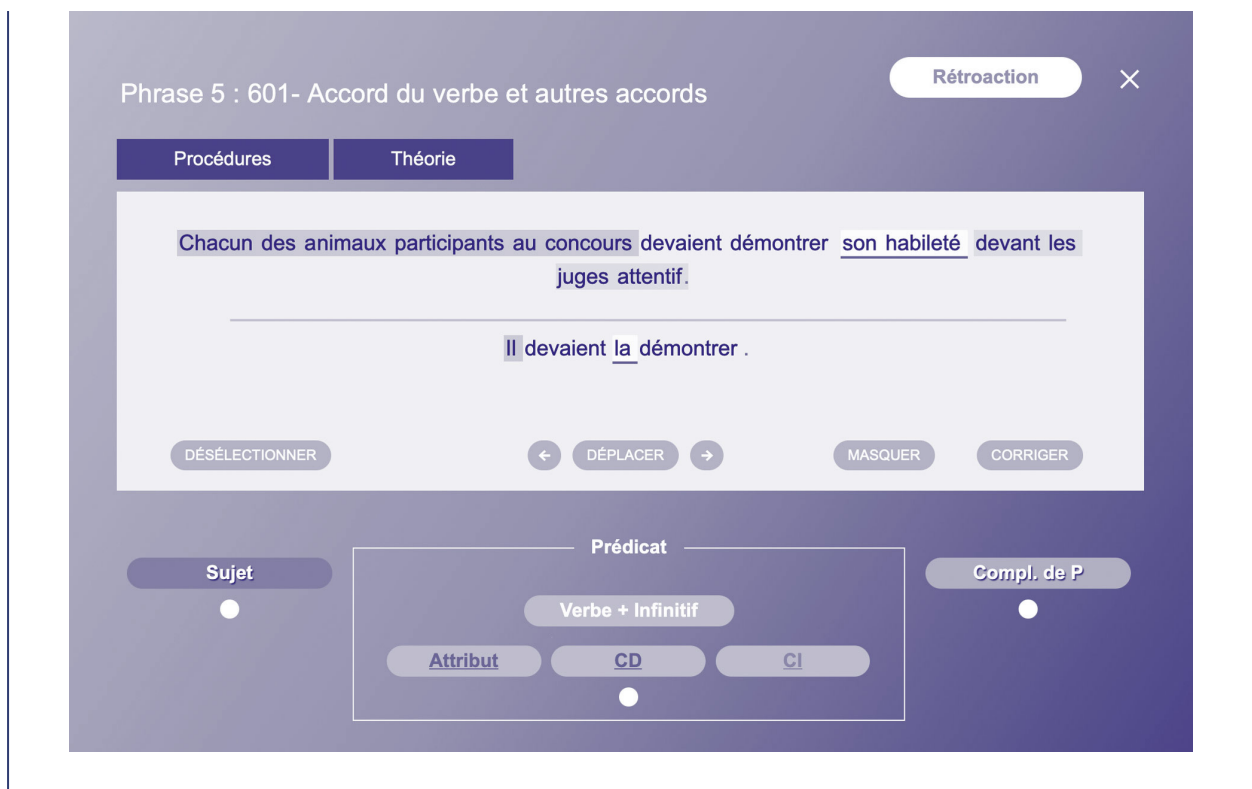 Rétroaction
Phrase 5 : 601- Accord du verbe et autres accords
Procédures
Théorie
Chacun des animaux participants au concours devaient démontrer son habileté devant les
juges attentif.
Il devaient la démontrer .
DÉSÉLECTIONNER
DÉPLACER
MASQUER
CORRIGER
Prédicat
Sujet
Compl. de P
Verbe + Infinitif
Attribut
CD
CI